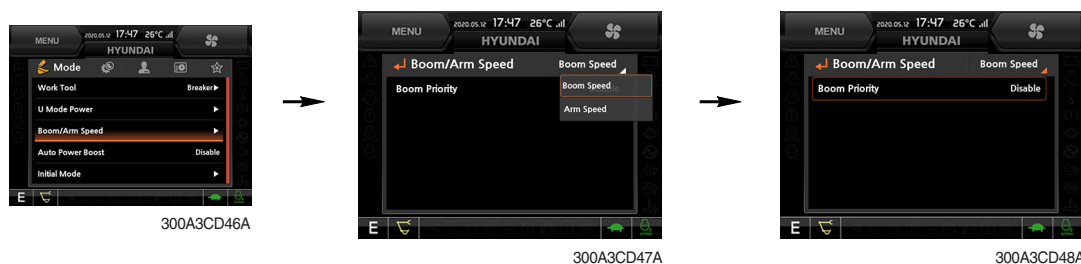 MENU
2020.05.12 17:47 26°C
HYUNDAI
Mode
Work Tool Breaker▶
U Mode Power ▶
Boom/Arm Speed ▶
Auto Power Boost Disable
Initial Mode ▶
E
300A3CD46A
MENU
2020.05.12 17:47 26°C
HYUNDAI
Boom/Arm Speed Boom Speed
Boom Priority
Boom Speed
Arm Speed
E
300A3CD47A
MENU
2020.05.12 17:47 26°C
HYUNDAI
Boom/Arm Speed Boom Speed
Boom Priority Disable
E
300A3CD48A